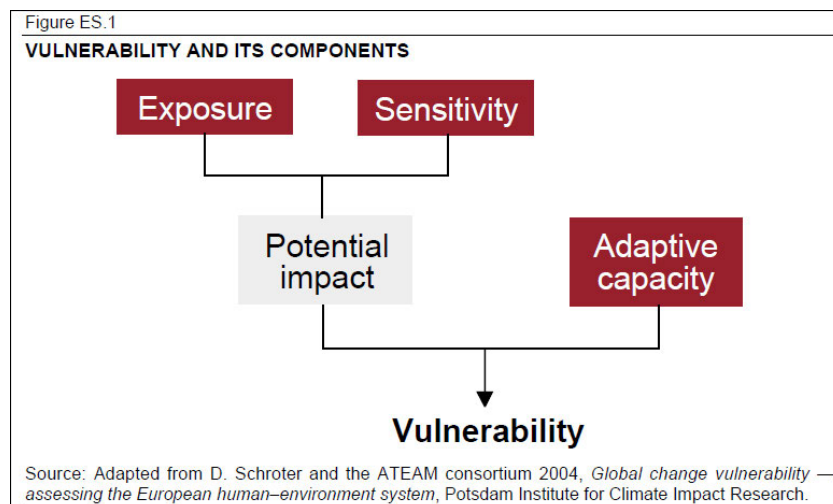 Figure ES.1
VULNERABILITY AND ITS COMPONENTS
Exposure
Sensitivity
Potential
impact
Adaptive
capacity
Vulnerability
Source: Adapted from D. Schroter and the ATEAM consortium 2004, Global change vulnerability —
assessing the European human–environment system, Potsdam Institute for Climate Impact Research.